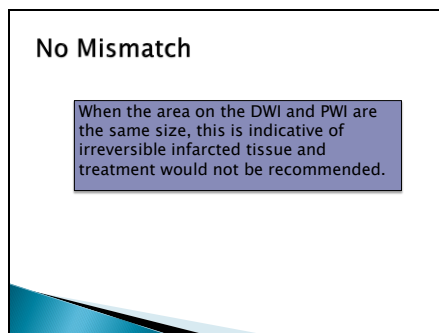 No Mismatch
When the area on the DWI and PWI are
the same size, this is indicative of
irreversible infarcted tissue and
treatment would not be recommended.